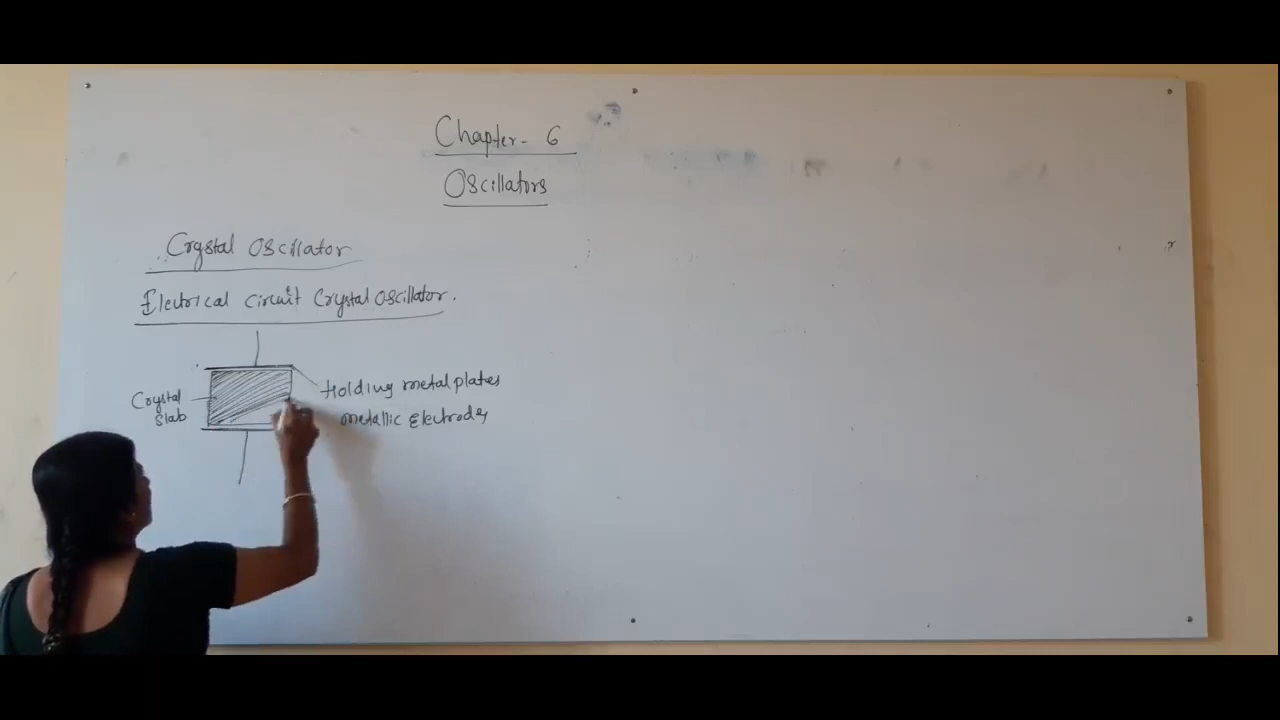 Chapter - 6
Oscillators
Crystal Oscillator
Electrical Circuit Crystal Oscillator.
Crystal
Slab
Holding metal plates
Metallic Electrodes